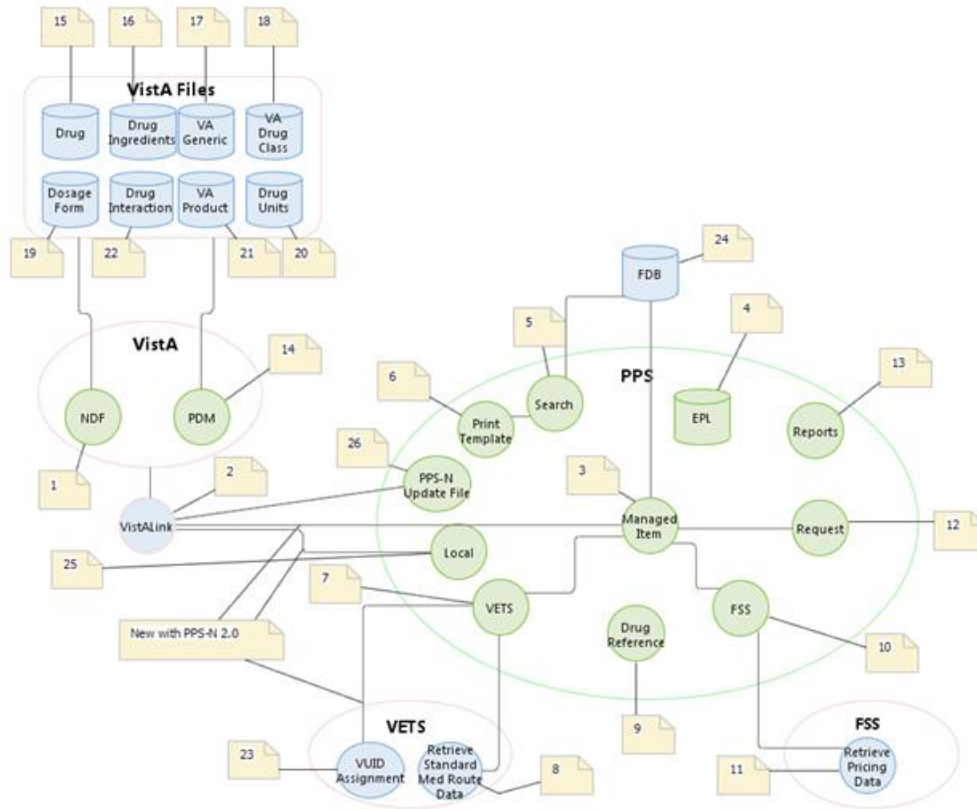 15
16
17
18
VistA Files
Drug
Drug
Ingredients
VA
Generic
VA
Drug
Class
Dosage
Form
Drug
Interaction
VA
Product
Drug
Units
19
22
21
20
FDB
24
5
4
VistA
14
6
PPS
13
NDF
PDM
Print
Template
Search
EPL
Reports
26
1
2
PPS-N
Update File
3
VistALink
Managed
Item
Request
12
25
Local
7
VETS
FSS
New with PPS-N 2.0
Drug
Reference
10
VETS
9
FSS
23
VUID
Assignment
Retrieve
Standard
Med Route
Data
8
11
Retrieve
Pricing
Data